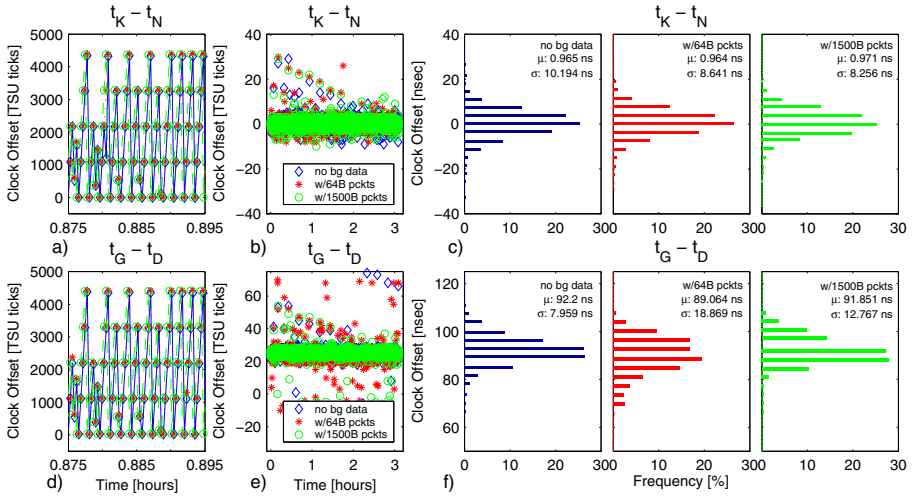 t_K − t_N
t_K − t_N
t_K − t_N
Clock Offset [TSU ticks]
5000
4000
3000
2000
1000
0
0.875
0.885
0.895
a)
Clock Offset [TSU ticks]
40
20
0
−20
−40
0
1
2
3
b)
no bg data
w/64B pckts
w/1500B pckts
Clock Offset [nsec]
40
20
0
−20
−40
0
10
20
30
c)
no bg data
μ: 0.965 ns
σ: 10.194 ns
0
10
20
30
w/64B pckts
μ: 0.964 ns
σ: 8.641 ns
0
10
20
30
w/1500B pckts
μ: 0.971 ns
σ: 8.256 ns
t_G − t_D
t_G − t_D
t_G − t_D
Clock Offset [TSU ticks]
5000
4000
3000
2000
1000
0
0.875
0.885
0.895
d)
Time [hours]
Clock Offset [TSU ticks]
60
40
20
0
−20
0
1
2
3
e)
Time [hours]
no bg data
w/64B pckts
w/1500B pckts
Clock Offset [nsec]
120
100
80
60
0
10
20
30
f)
no bg data
μ: 92.2 ns
σ: 7.959 ns
0
10
20
30
w/64B pckts
μ: 89.064 ns
σ: 18.869 ns
Frequency [%]
0
10
20
30
w/1500B pckts
μ: 91.851 ns
σ: 12.767 ns